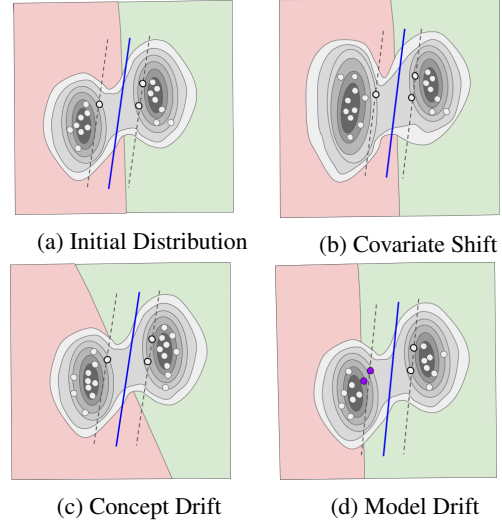 (a) Initial Distribution
(b) Covariate Shift
(c) Concept Drift
(d) Model Drift